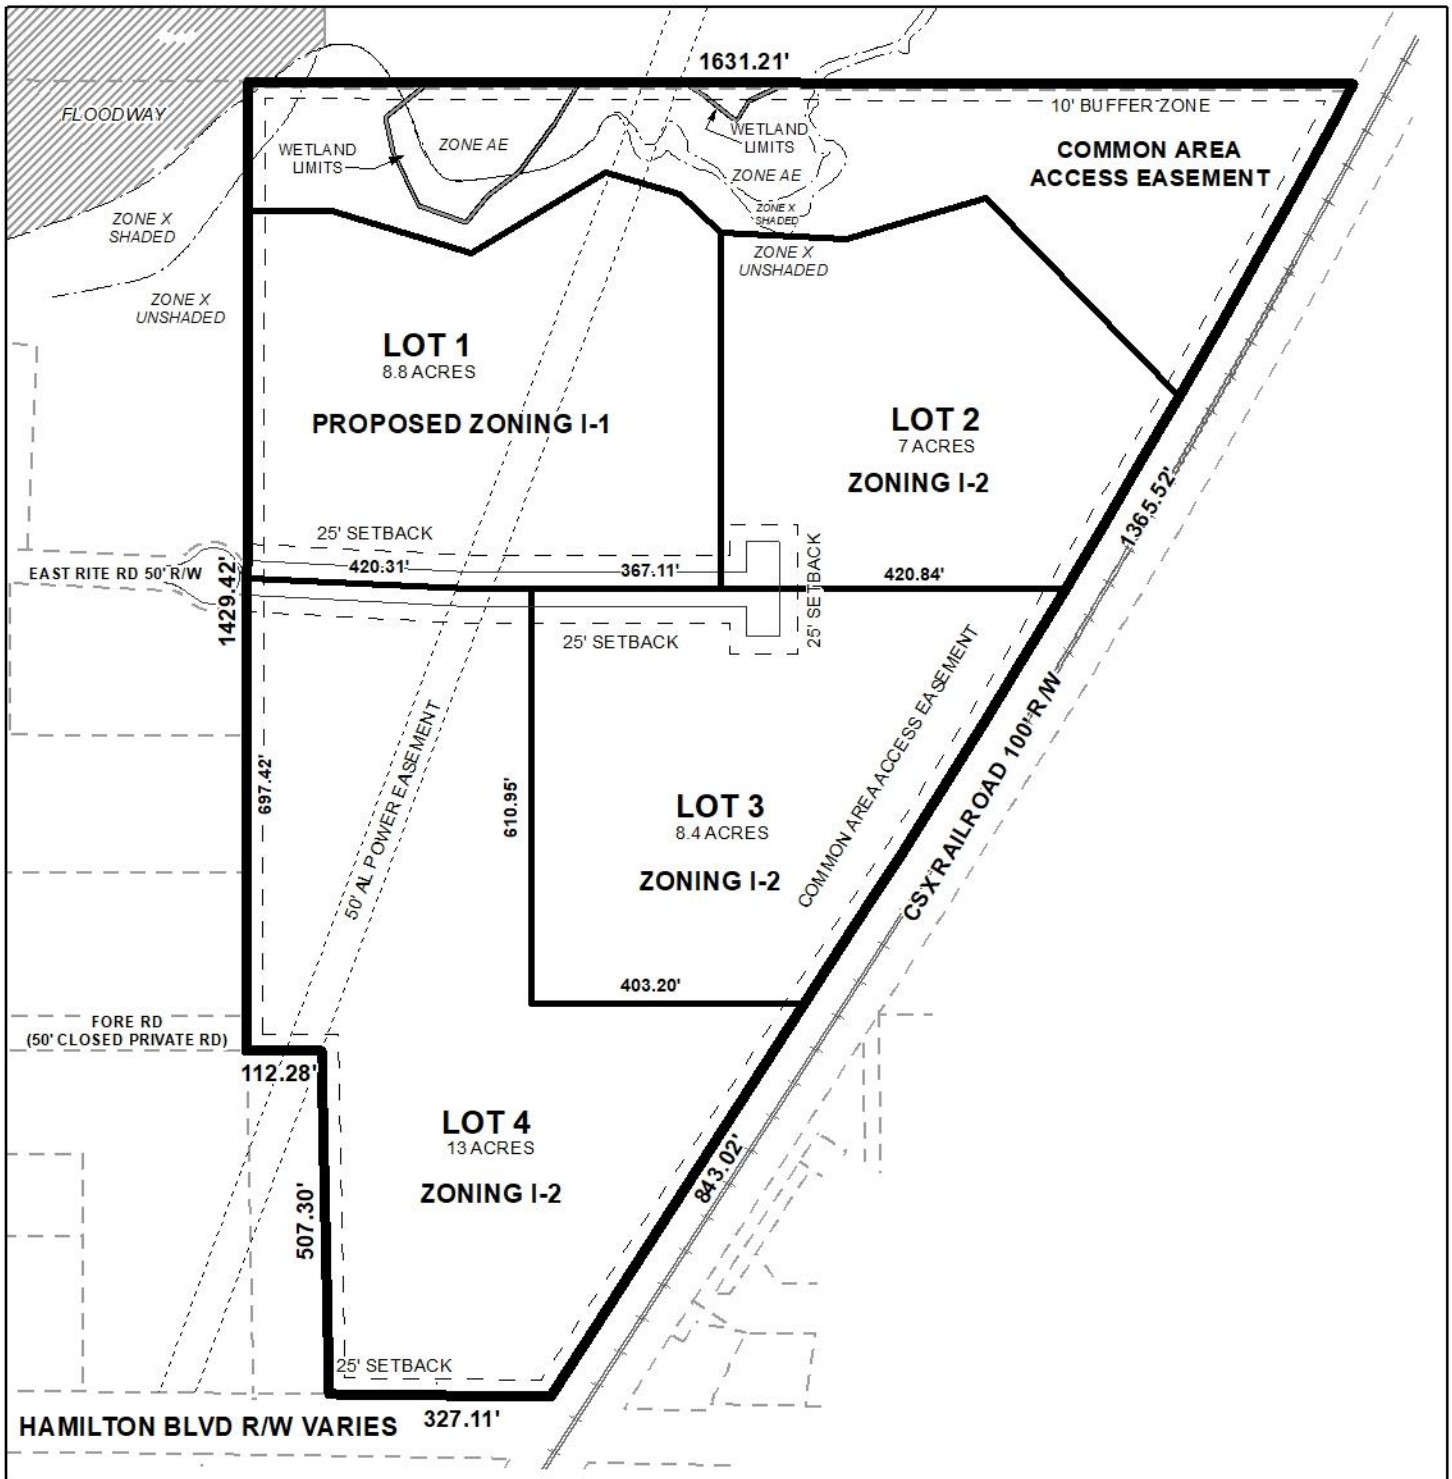 1631.21'
FLOODWAY
10' BUFFER ZONE
WETLAND
LIMITS
ZONE AE
WETLAND
LIMITS
COMMON AREA
ACCESS EASEMENT
ZONE AE
ZONE X
SHADED
ZONE X
SHADED
ZONE X
UNSHADED
ZONE X
UNSHADED
LOT 1
8.8 ACRES
PROPOSED ZONING I-1
LOT 2
7 ACRES
ZONING I-2
1365.52'
25' SETBACK
EAST RITE RD 50' R/W
420.31'
367.11'
420.84'
25' SETBACK
1429.42'
25' SETBACK
697.42'
50' AL POWER EASEMENT
610.95'
LOT 3
8.4 ACRES
ZONING I-2
COMMON AREA ACCESS EASEMENT
CSX RAILROAD 100' R/W
403.20'
FORE RD
(50' CLOSED PRIVATE RD)
112.28'
LOT 4
13 ACRES
ZONING I-2
843.02'
507.30'
25' SETBACK
HAMILTON BLVD R/W VARIES
327.11'